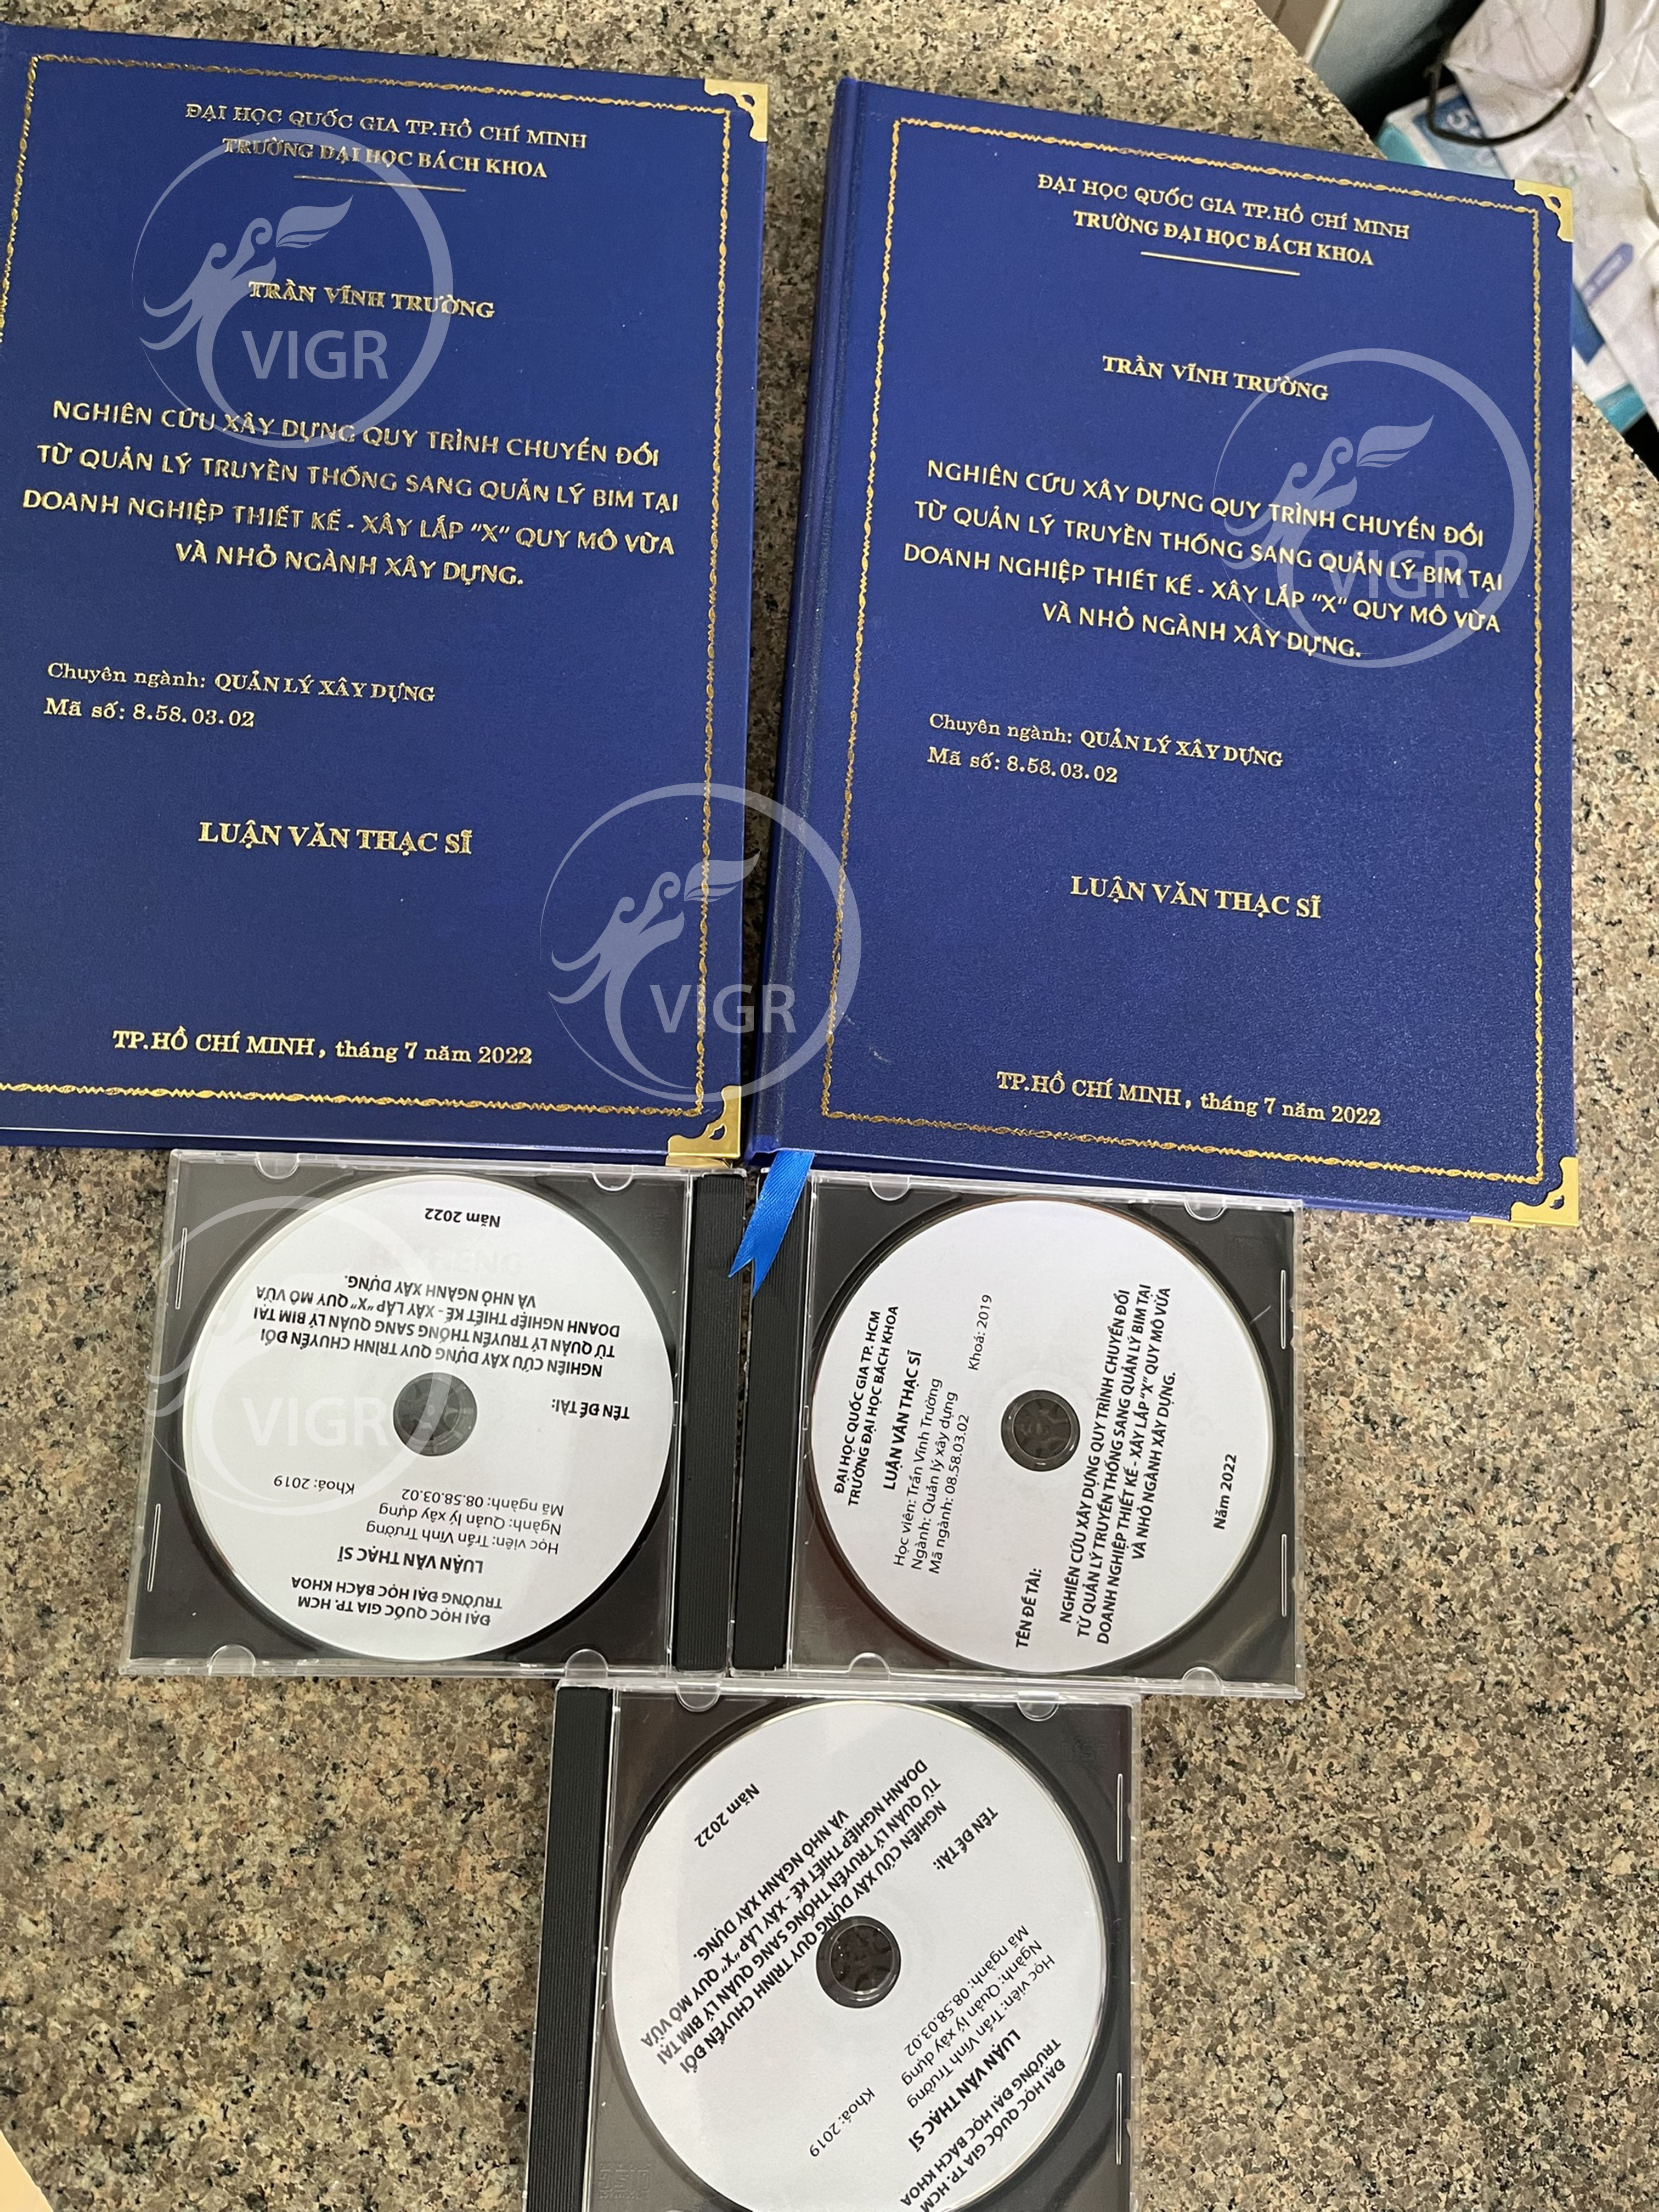 ĐẠI HỌC QUỐC GIA TP.HỒ CHÍ MINH
TRƯỜNG ĐẠI HỌC BÁCH KHOA
TRẦN VĨNH TRƯỜNG
NGHIÊN CỨU XÂY DỰNG QUY TRÌNH CHUYỂN ĐỔI
TỪ QUẢN LÝ TRUYỀN THỐNG SANG QUẢN LÝ BIM TẠI
DOANH NGHIỆP THIẾT KẾ - XÂY LẮP "X" QUY MÔ VỪA
VÀ NHỎ NGÀNH XÂY DỰNG.
Chuyên ngành: QUẢN LÝ XÂY DỰNG
Mã số: 8.58.03.02
LUẬN VĂN THẠC SĨ
TP.HỒ CHÍ MINH, tháng 7 năm 2022
ĐẠI HỌC QUỐC GIA TP.HỒ CHÍ MINH
TRƯỜNG ĐẠI HỌC BÁCH KHOA
TRẦN VĨNH TRƯỜNG
NGHIÊN CỨU XÂY DỰNG QUY TRÌNH CHUYỂN ĐỔI
TỪ QUẢN LÝ TRUYỀN THỐNG SANG QUẢN LÝ BIM TẠI
DOANH NGHIỆP THIẾT KẾ - XÂY LẮP "X" QUY MÔ VỪA
VÀ NHỎ NGÀNH XÂY DỰNG.
Chuyên ngành: QUẢN LÝ XÂY DỰNG
Mã số: 8.58.03.02
LUẬN VĂN THẠC SĨ
TP.HỒ CHÍ MINH, tháng 7 năm 2022
ĐẠI HỌC QUỐC GIA TP. HCM
TRƯỜNG ĐẠI HỌC BÁCH KHOA
LUẬN VĂN THẠC SĨ
Học viên: Trần Vĩnh Trường
Ngành: Quản lý xây dựng
Mã ngành: 08.58.03.02
Khoá: 2019
TÊN ĐỀ TÀI:
NGHIÊN CỨU XÂY DỰNG QUY TRÌNH CHUYỂN ĐỔI
TỪ QUẢN LÝ TRUYỀN THỐNG SANG QUẢN LÝ BIM TẠI
DOANH NGHIỆP THIẾT KẾ - XÂY LẮP "X" QUY MÔ VỪA
VÀ NHỎ NGÀNH XÂY DỰNG.
Năm 2022
ĐẠI HỌC QUỐC GIA TP. HCM
TRƯỜNG ĐẠI HỌC BÁCH KHOA
LUẬN VĂN THẠC SĨ
Học viên: Trần Vĩnh Trường
Ngành: Quản lý xây dựng
Mã ngành: 08.58.03.02
Khoá: 2019
TÊN ĐỀ TÀI:
NGHIÊN CỨU XÂY DỰNG QUY TRÌNH CHUYỂN ĐỔI
TỪ QUẢN LÝ TRUYỀN THỐNG SANG QUẢN LÝ BIM TẠI
DOANH NGHIỆP THIẾT KẾ - XÂY LẮP "X" QUY MÔ VỪA
VÀ NHỎ NGÀNH XÂY DỰNG.
Năm 2022
ĐẠI HỌC QUỐC GIA TP. HCM
TRƯỜNG ĐẠI HỌC BÁCH KHOA
LUẬN VĂN THẠC SĨ
Học viên: Trần Vĩnh Trường
Ngành: Quản lý xây dựng
Mã ngành: 08.58.03.02
Khoá: 2019
TÊN ĐỀ TÀI:
NGHIÊN CỨU XÂY DỰNG QUY TRÌNH CHUYỂN ĐỔI
TỪ QUẢN LÝ TRUYỀN THỐNG SANG QUẢN LÝ BIM TẠI
DOANH NGHIỆP THIẾT KẾ - XÂY LẮP "X" QUY MÔ VỪA
VÀ NHỎ NGÀNH XÂY DỰNG.
Năm 2022
VIGR
VIGR
VIGR
VIGR